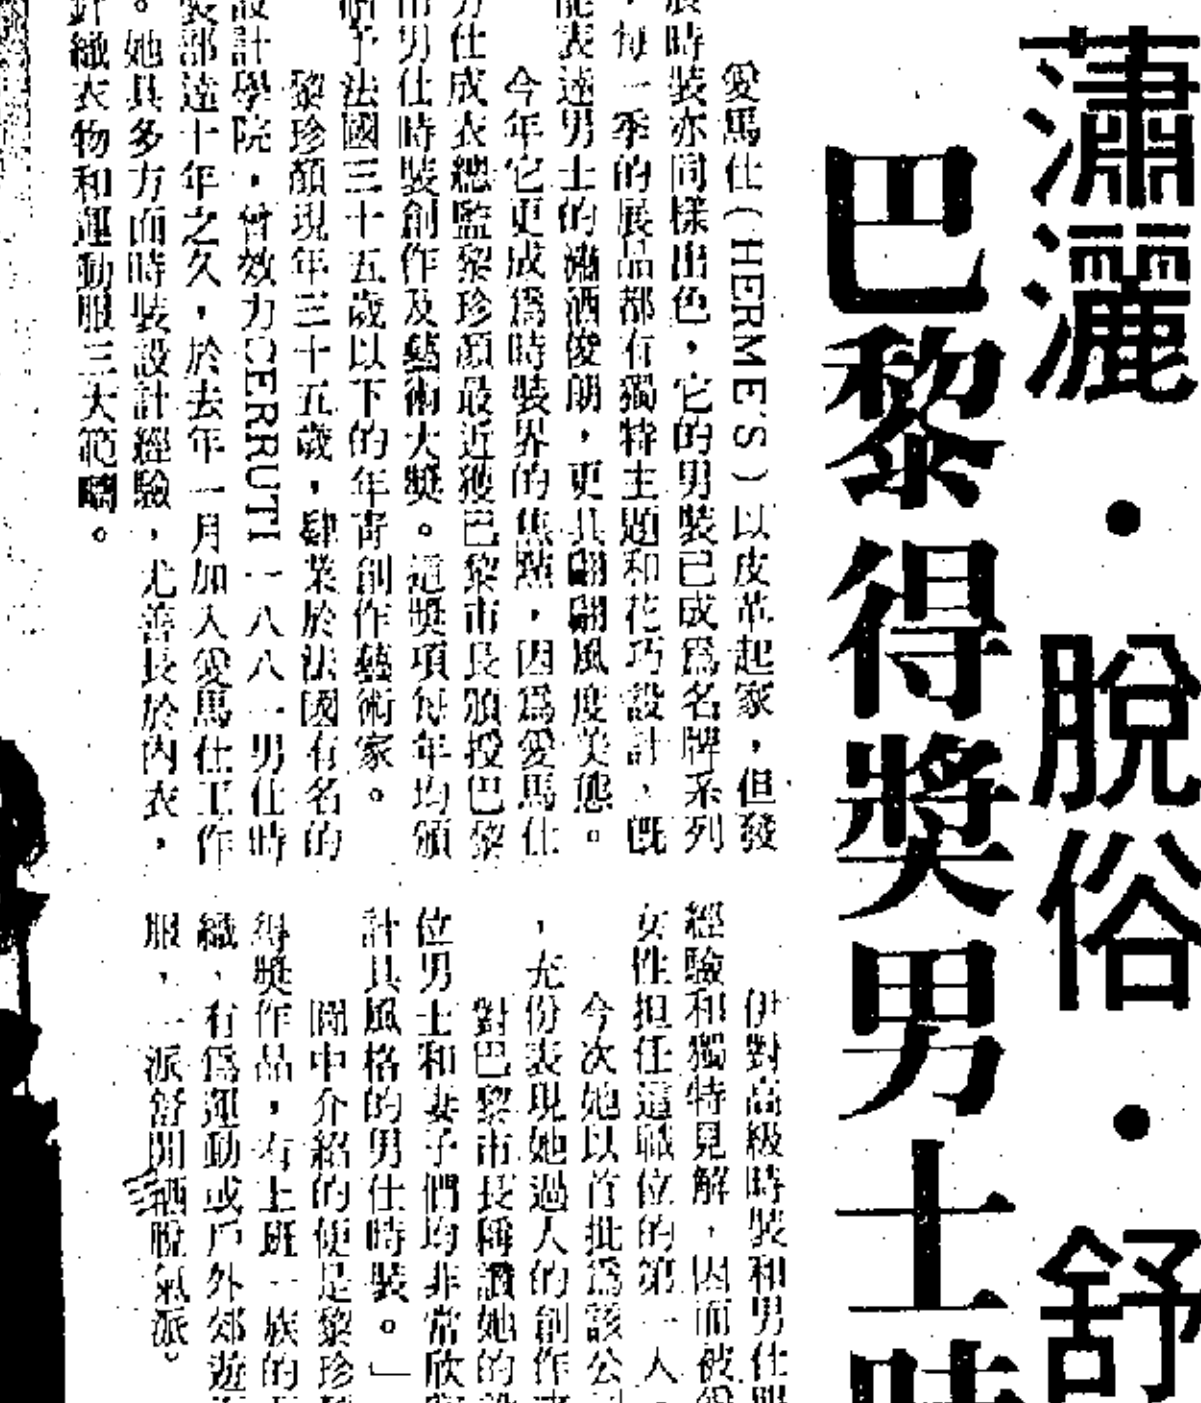 瀟灑・脫俗・舒
巴黎得獎男士時
愛馬仕（HERME'S）以皮革起家，但發
展時裝亦同樣出色，它的男裝已成爲名牌系列
，每一季的展品都有獨特主題和花巧設計，旣
能表達男士的瀟洒俊朗，更具翩翩風度美態。
今年它更成爲時裝界的焦點，因爲愛馬仕
男仕成衣總監黎珍顏最近獲巴黎市長頒授巴黎
市男仕時裝創作及藝術大獎。這獎項每年均頒
贈予法國三十五歲以下的年靑創作藝術家。
黎珍顏現年三十五歲，肄業於法國有名的
設計學院，曾效力CERRUTI一八八一男仕時
裝部達十年之久，於去年一月加入愛馬仕工作
。她具多方面時裝設計經驗，尤善長於內衣，
針織衣物和運動服三大範疇。
伊對高級時裝和男仕服
經驗和獨特見解，因而被
女性担任這職位的第一人
今次她以首批爲該公
，充份表現她過人的創作
對巴黎市長稱讚她的
位男士和妻子們均非常欣
計具風格的男仕時裝。」
圖中介紹的便是黎珍
得獎作品，有上班一族的
織，有爲運動或戶外郊遊
服，一派舒閒洒脫氣派。